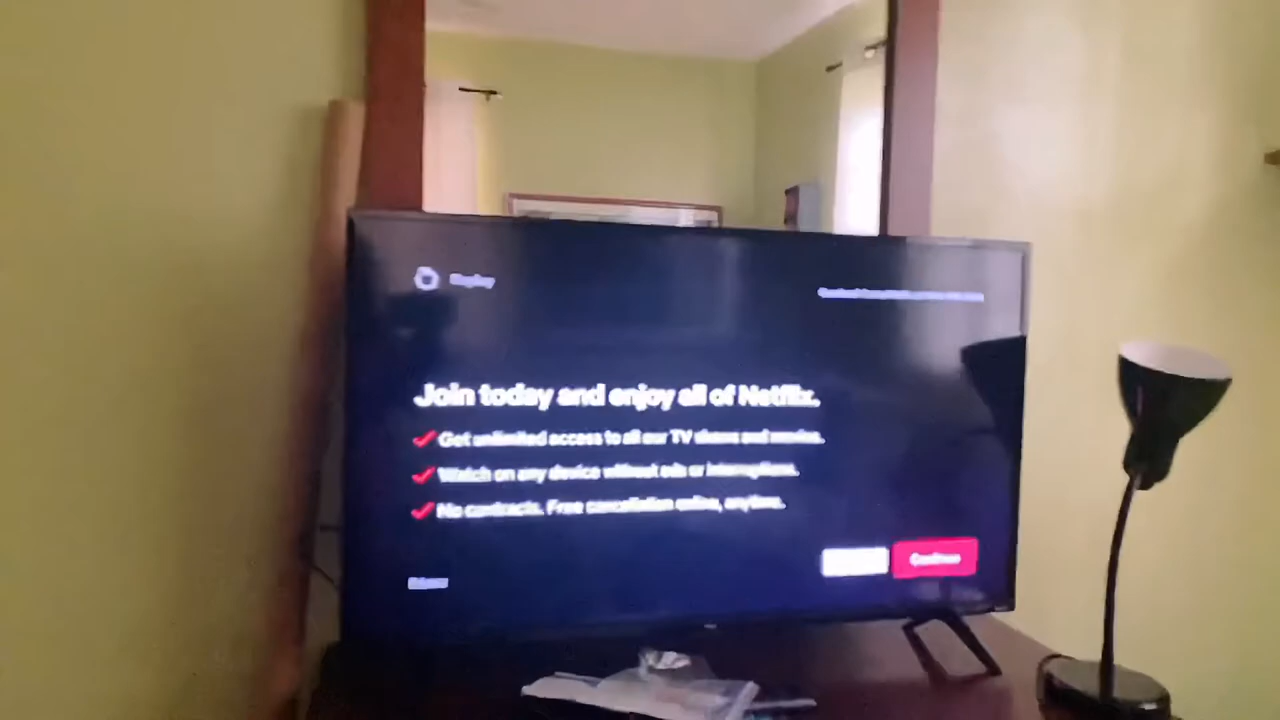 Replay
Join today and enjoy all of Netflix.
Get unlimited access to all our TV shows and movies.
Watch on any device without ads or interruptions.
No contracts. Free cancellation online, anytime.
Continue